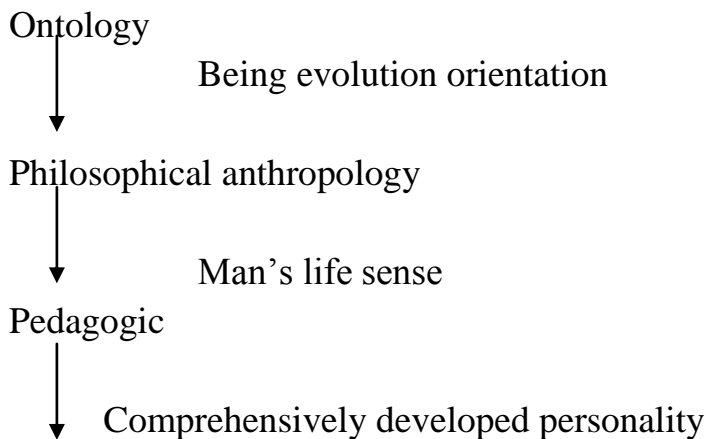 Ontology
Being evolution orientation
Philosophical anthropology
Man’s life sense
Pedagogic
Comprehensively developed personality